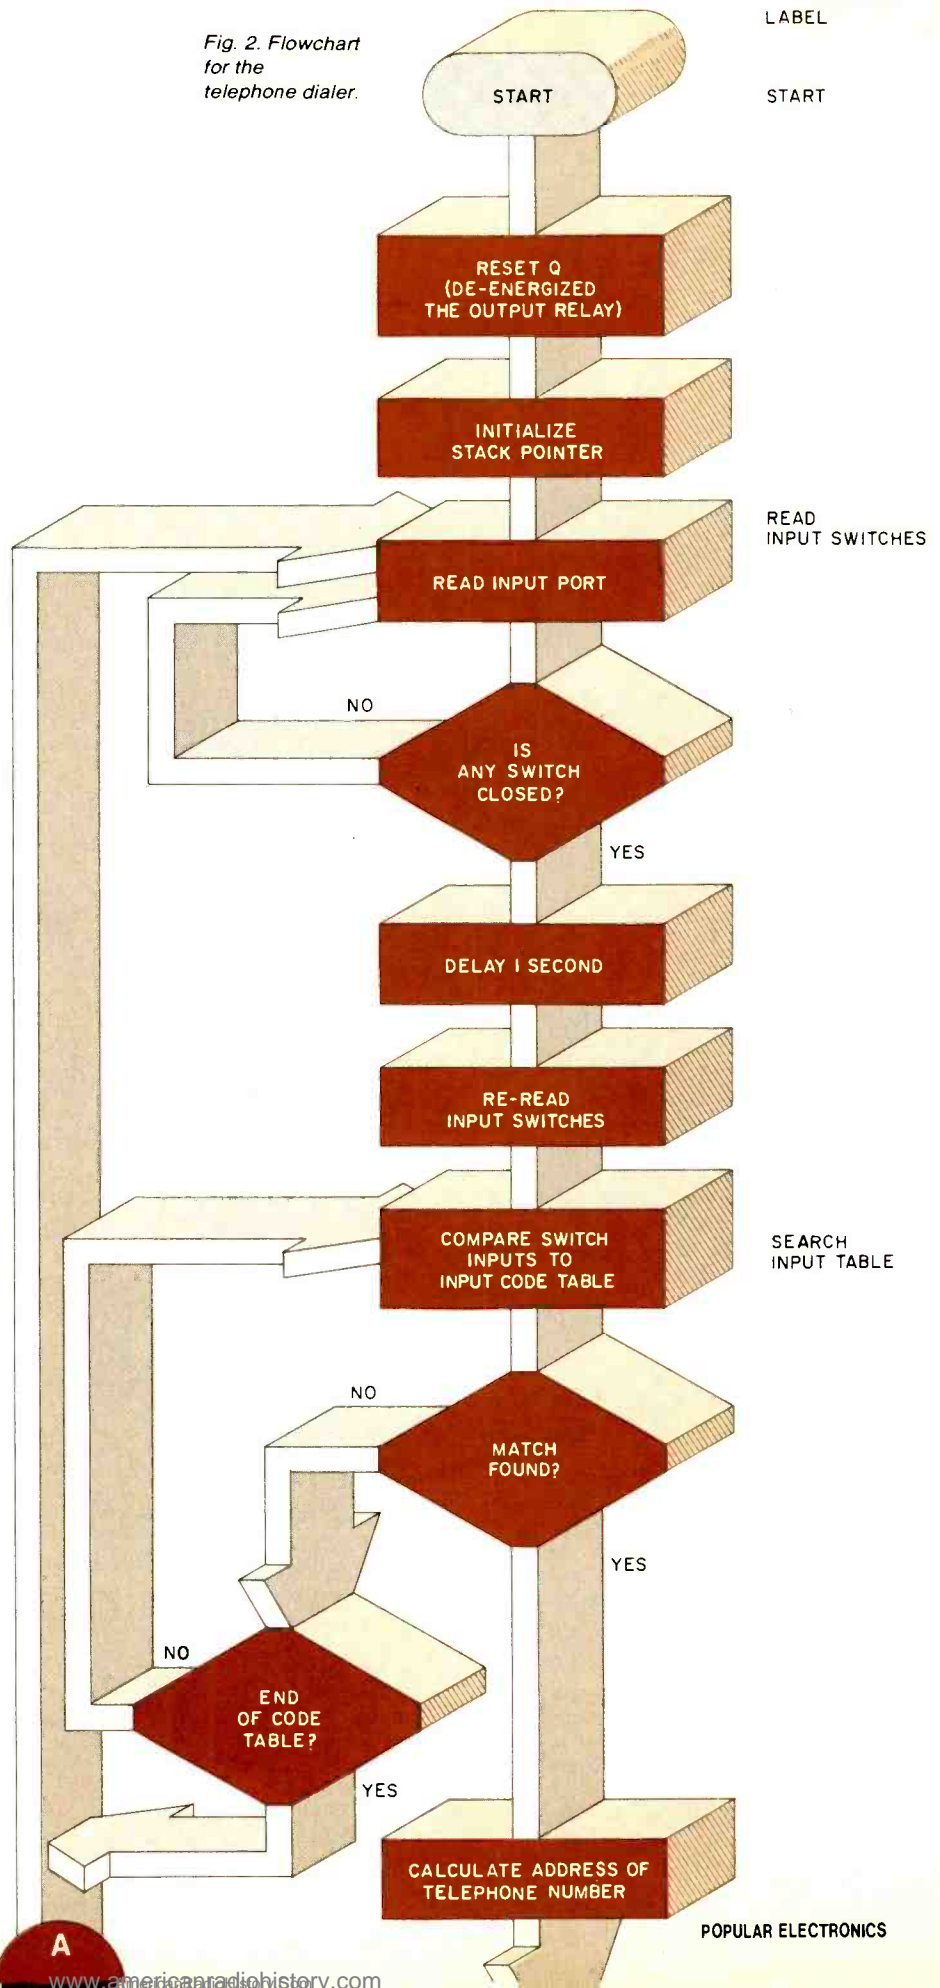 Fig. 2. Flowchart
for the
telephone dialer.
LABEL
START
START
RESET Q
(DE-ENERGIZED
THE OUTPUT RELAY)
INITIALIZE
STACK POINTER
READ
INPUT SWITCHES
READ INPUT PORT
NO
IS
ANY SWITCH
CLOSED?
YES
DELAY 1 SECOND
RE-READ
INPUT SWITCHES
COMPARE SWITCH
INPUTS TO
INPUT CODE TABLE
SEARCH
INPUT TABLE
NO
MATCH
FOUND?
YES
NO
END
OF CODE
TABLE?
YES
CALCULATE ADDRESS OF
TELEPHONE NUMBER
POPULAR ELECTRONICS
A
www.americanradiohistory.com